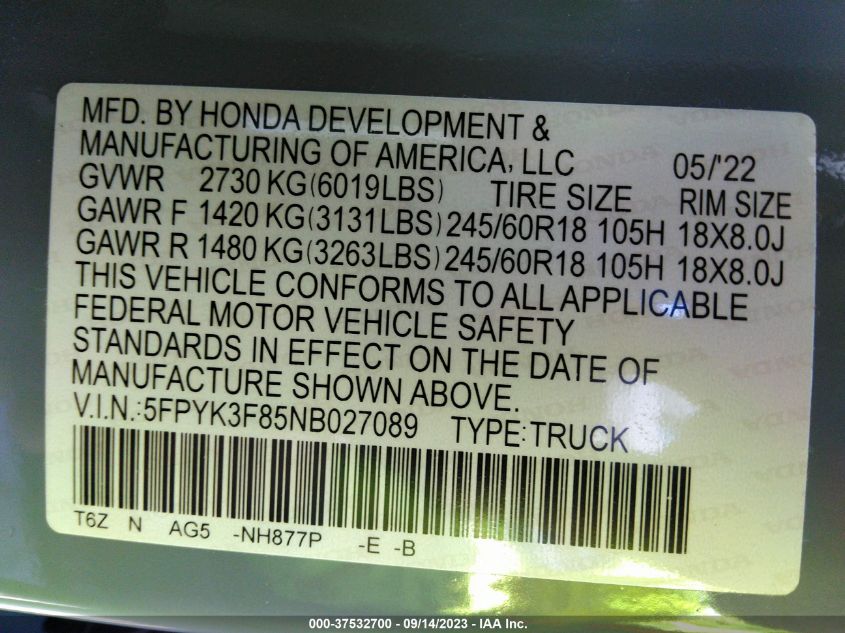 MFD. BY HONDA DEVELOPMENT &
MANUFACTURING OF AMERICA, LLC 05/'22
GVWR 2730 KG(6019LBS) TIRE SIZE RIM SIZE
GAWR F 1420 KG(3131LBS) 245/60R18 105H 18X8.0J
GAWR R 1480 KG(3263LBS) 245/60R18 105H 18X8.0J
THIS VEHICLE CONFORMS TO ALL APPLICABLE
FEDERAL MOTOR VEHICLE SAFETY
STANDARDS IN EFFECT ON THE DATE OF
MANUFACTURE SHOWN ABOVE.
V.I.N.:5FPYK3F85NB027089 TYPE:TRUCK
T6Z N AG5 -NH877P -E -B
000-37532700 - 09/14/2023 - IAA Inc.